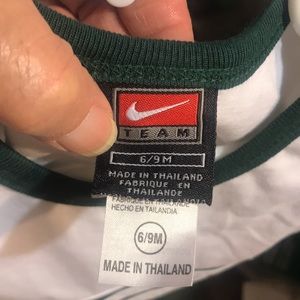 TEAM
6/9M
MADE IN THAILAND
FABRIQUE EN
THAILANDE
HECHO EN TAILANDIA
6/9M
MADE IN THAILAND